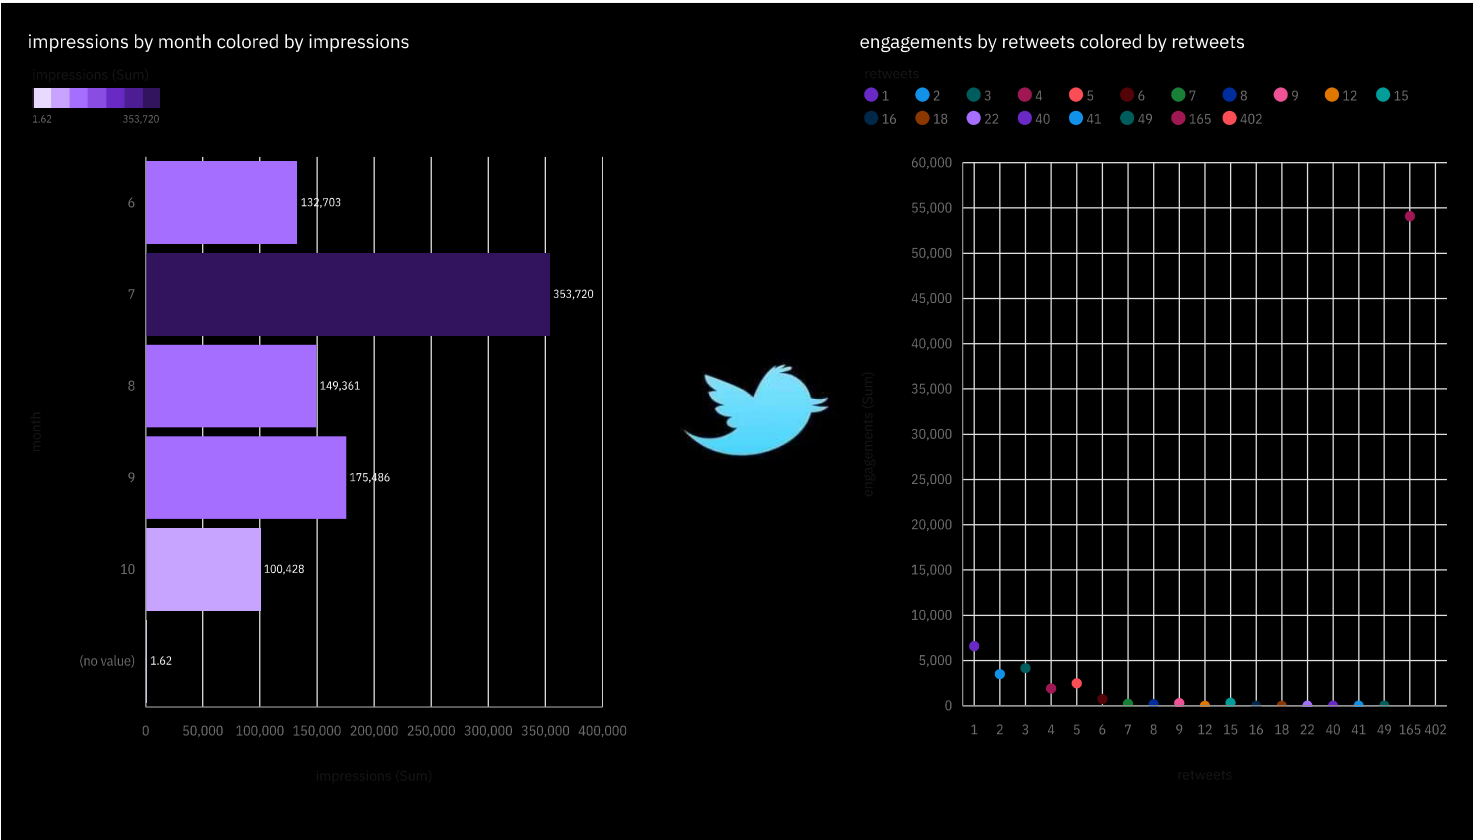 impressions by month colored by impressions
impressions (Sum)
1.62 353,720
month
6 132,703
7 353,720
8 149,361
9 175,486
10 100,428
(no value) 1.62
0 50,000 100,000 150,000 200,000 250,000 300,000 350,000 400,000
impressions (Sum)
engagements by retweets colored by retweets
retweets
1 2 3 4 5 6 7 8 9 12 15
16 18 22 40 41 49 165 402
engagements (Sum)
60,000
55,000
50,000
45,000
40,000
35,000
30,000
25,000
20,000
15,000
10,000
5,000
0
1 2 3 4 5 6 7 8 9 12 15 16 18 22 40 41 49 165 402
retweets